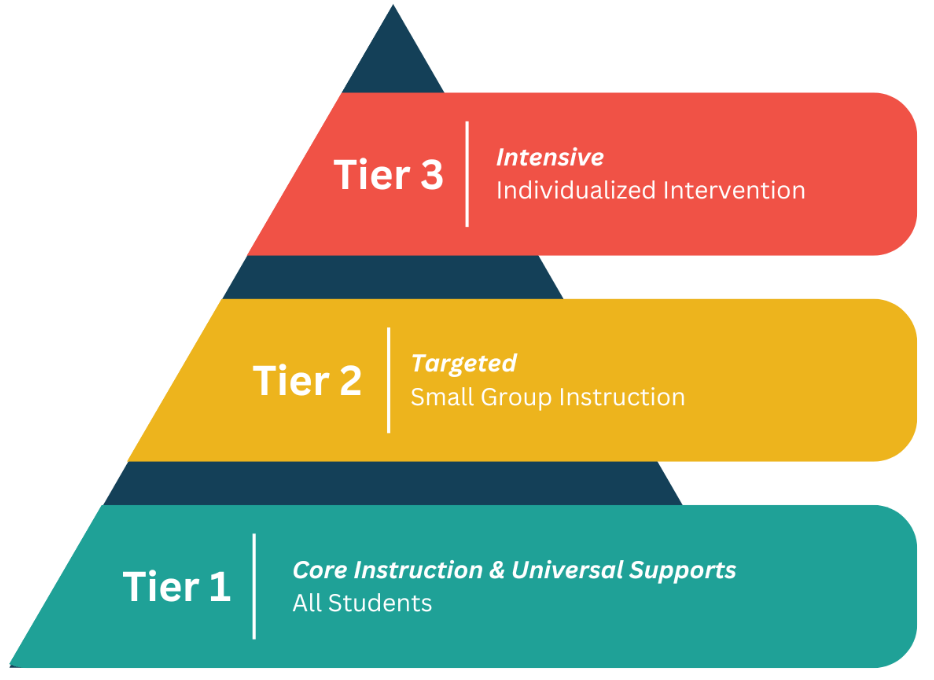 Tier 3
Intensive
Individualized Intervention
Tier 2
Targeted
Small Group Instruction
Tier 1
Core Instruction & Universal Supports
All Students